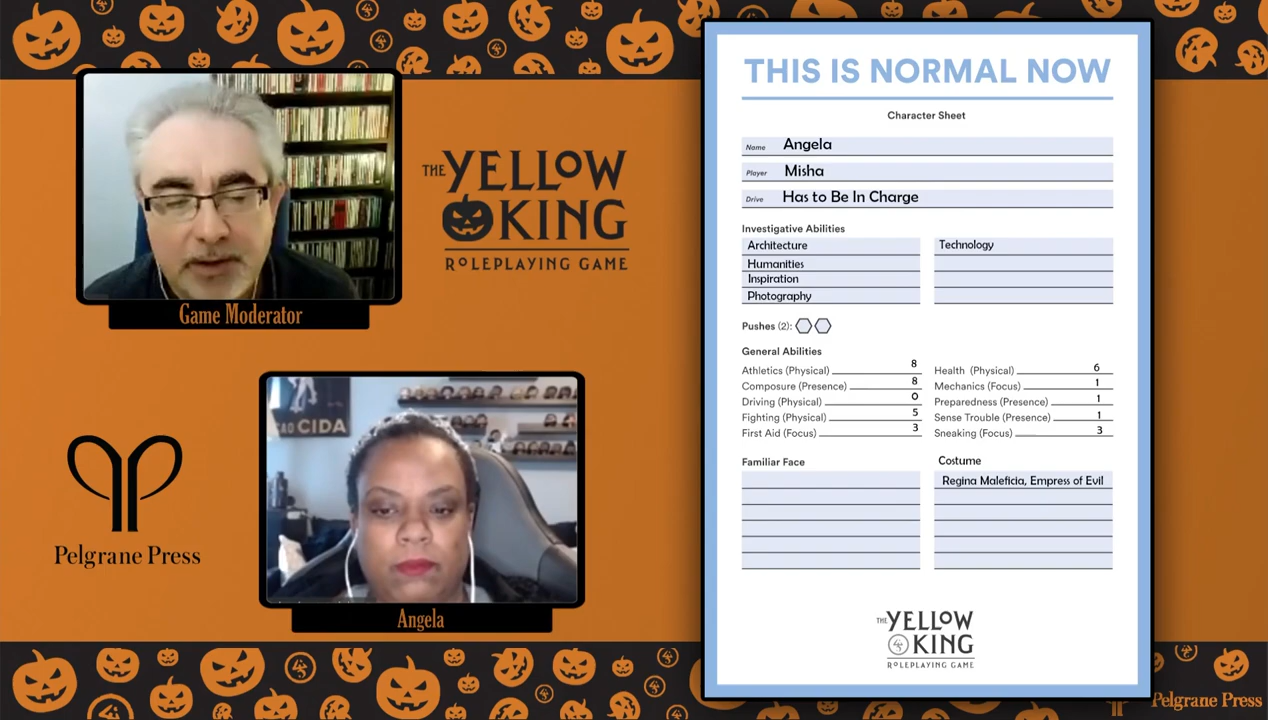 THE YELLOW KING
ROLEPLAYING GAME
Game Moderator
CAO CIDA
Angela
Pelgrane Press
THIS IS NORMAL NOW
Character Sheet
Name Angela
Player Misha
Drive Has to Be In Charge
Investigative Abilities
Architecture
Humanities
Inspiration
Photography
Technology
Pushes (2):
General Abilities
Athletics (Physical) 8
Composure (Presence) 8
Driving (Physical) 0
Fighting (Physical) 5
First Aid (Focus) 3
Health (Physical) 6
Mechanics (Focus) 1
Preparedness (Presence) 1
Sense Trouble (Presence) 1
Sneaking (Focus) 3
Familiar Face
Costume
Regina Maleficia, Empress of Evil
THE YELLOW KING
ROLEPLAYING GAME
Pelgrane Press